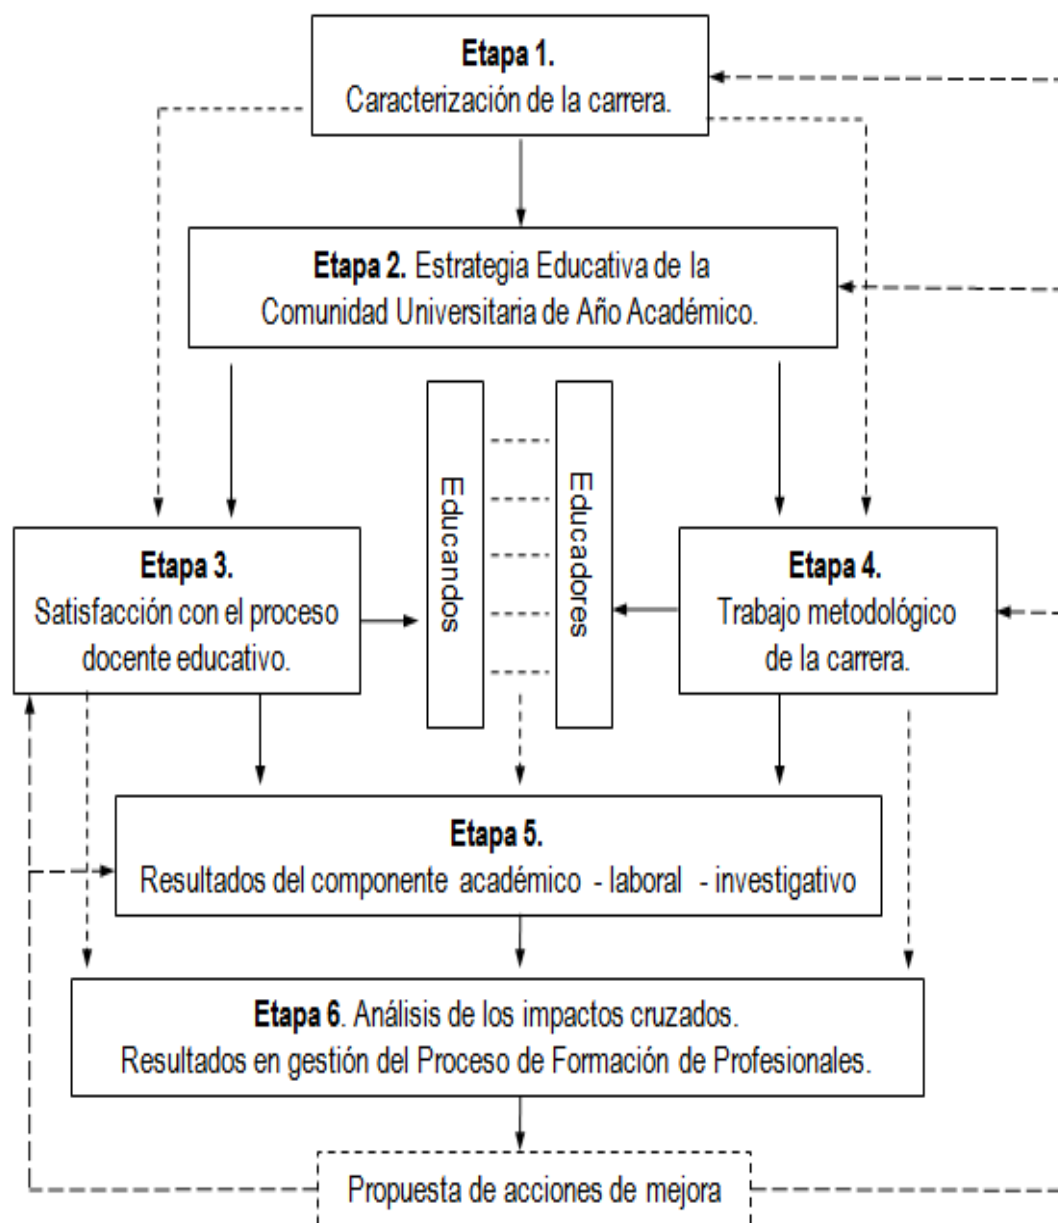 Etapa 1.
Caracterización de la carrera.
Etapa 2. Estrategia Educativa de la
Comunidad Universitaria de Año Académico.
Educandos
Educadores
Etapa 3.
Satisfacción con el proceso
docente educativo.
Etapa 4.
Trabajo metodológico
de la carrera.
Etapa 5.
Resultados del componente académico - laboral - investigativo
Etapa 6. Análisis de los impactos cruzados.
Resultados en gestión del Proceso de Formación de Profesionales.
Propuesta de acciones de mejora